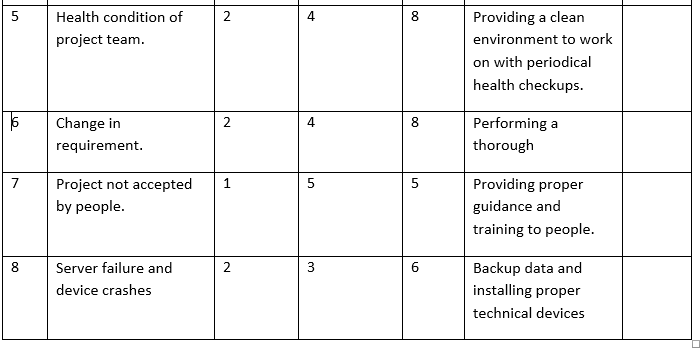 5 Health condition of 2 4 8 Providing a clean
project team. environment to work
on with periodical
health checkups.
6 Change in 2 4 8 Performing a
requirement. thorough
7 Project not accepted 1 5 5 Providing proper
by people. guidance and
training to people.
8 Server failure and 2 3 6 Backup data and
device crashes installing proper
technical devices